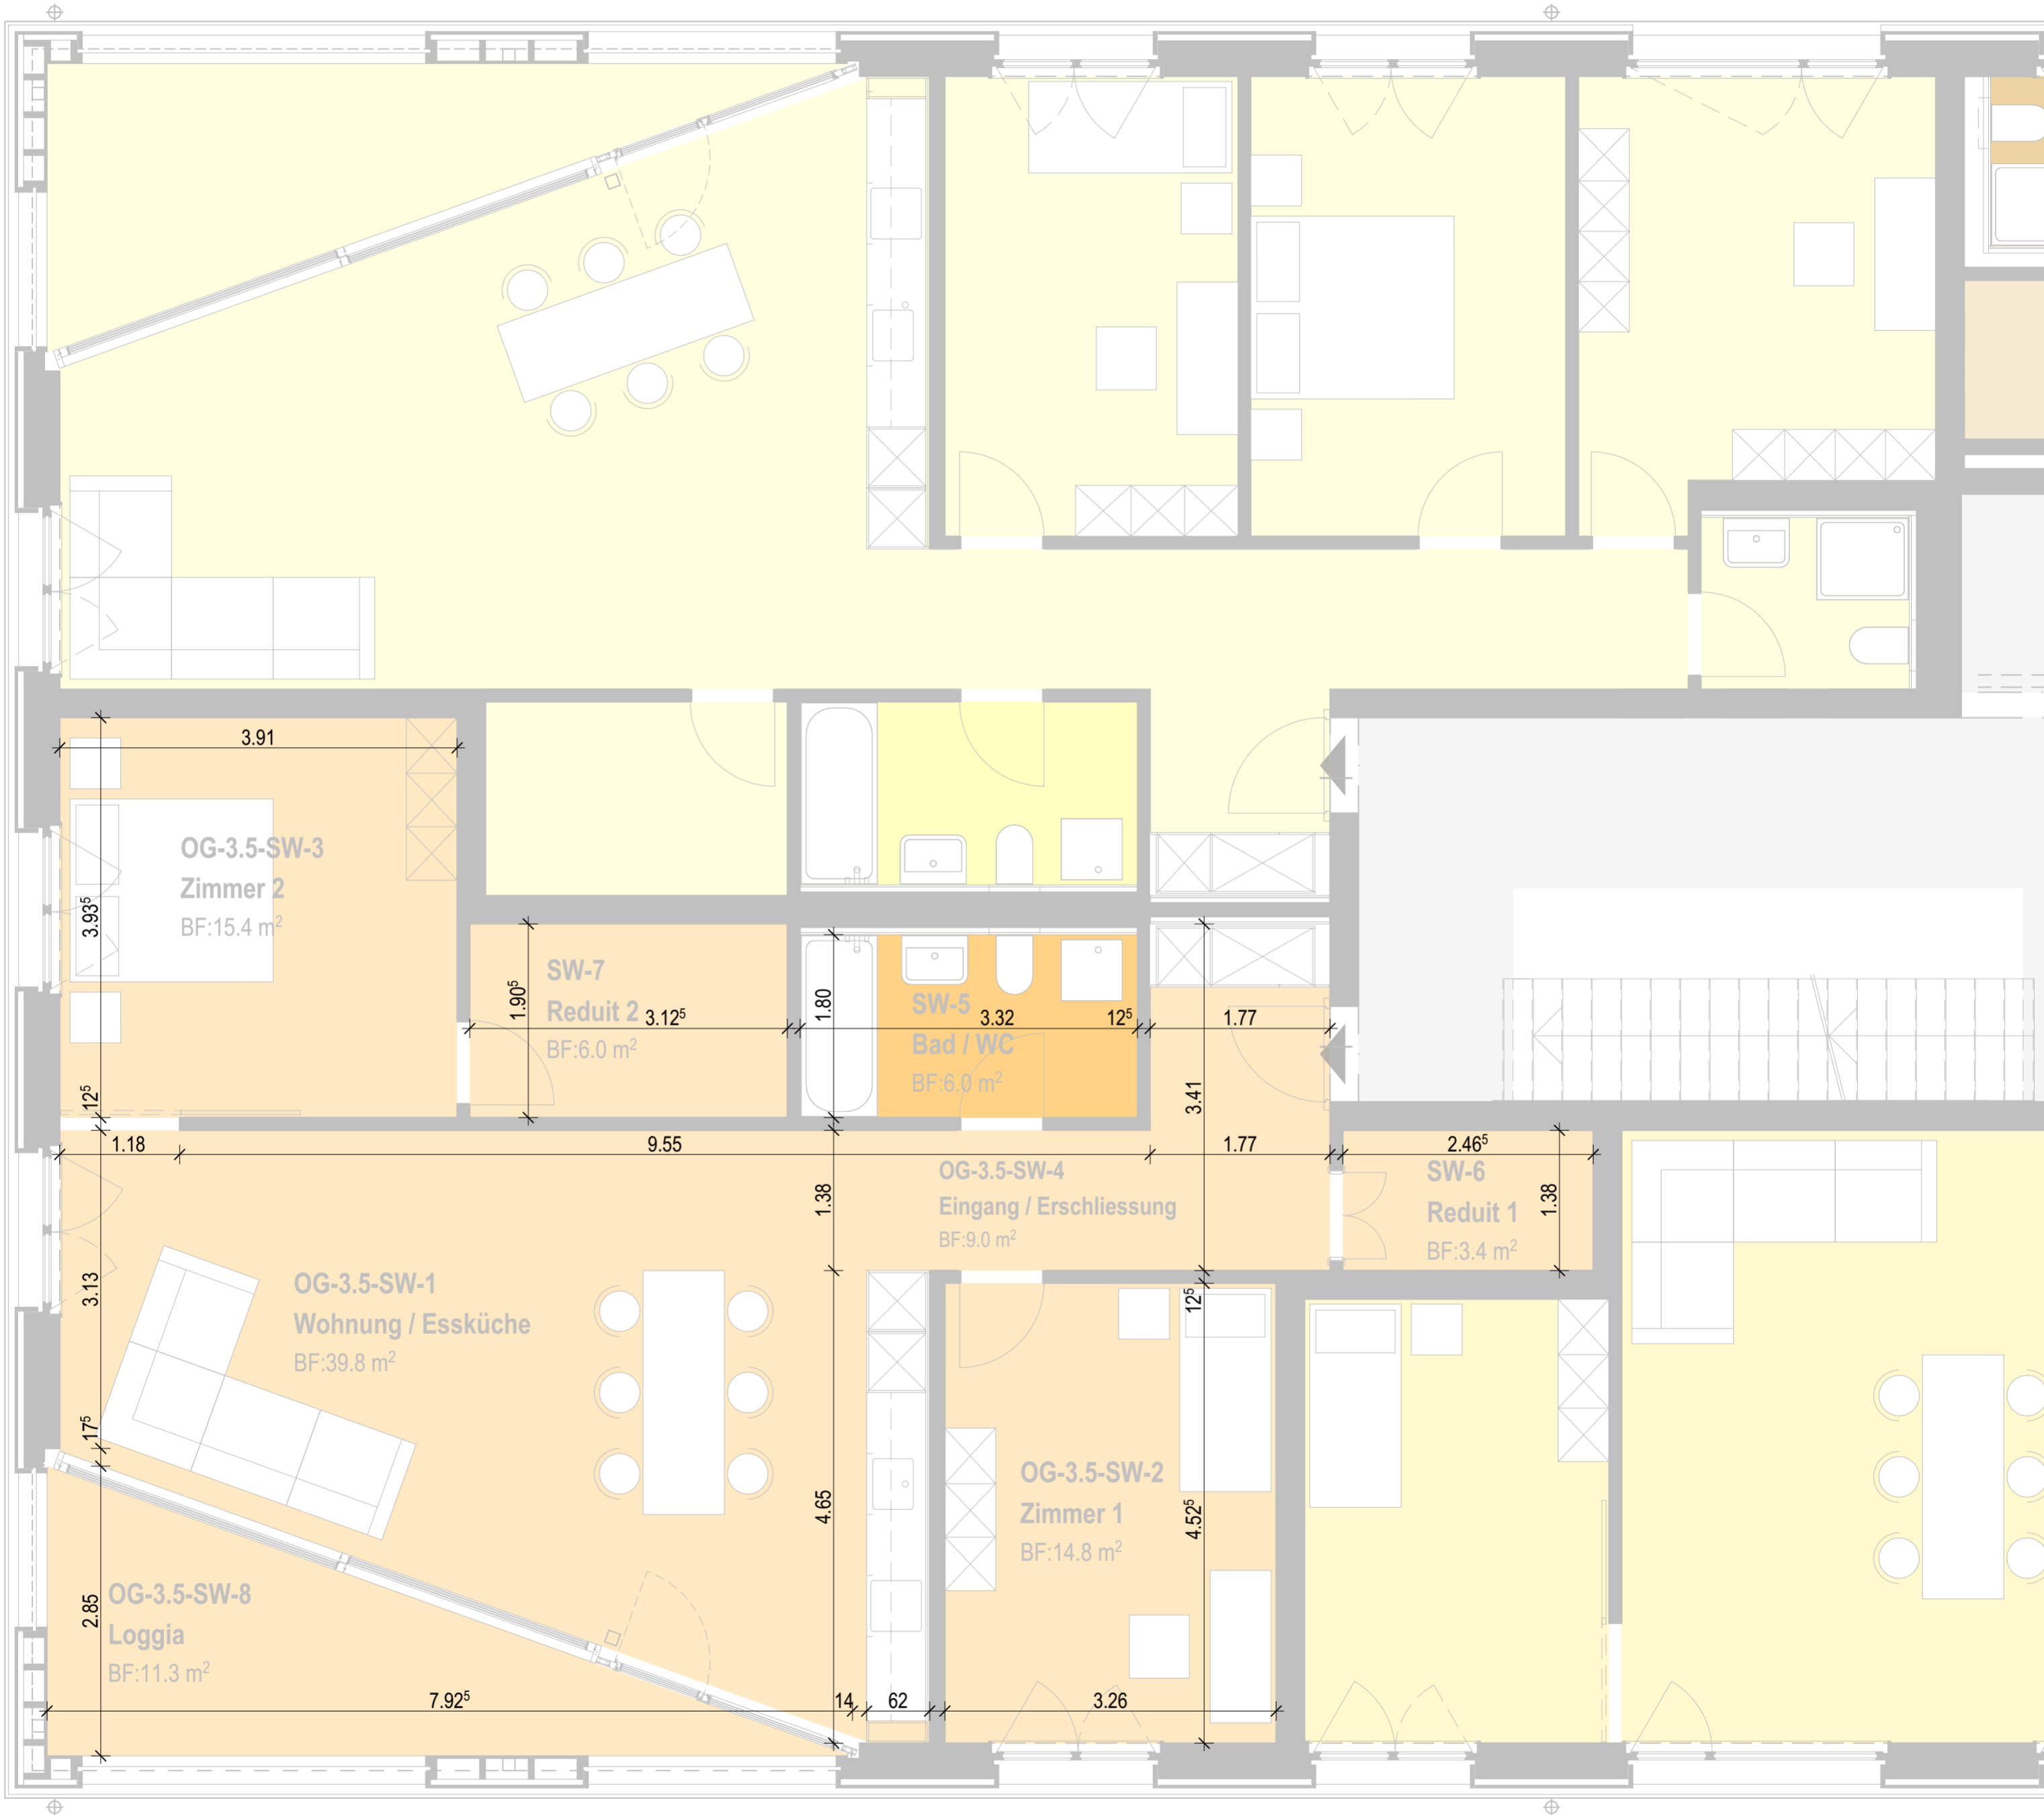 3.91
OG-3.5-SW-3
Zimmer 2
BF:15.4 m²
3.93⁵
12⁵
SW-7
Reduit 2
BF:6.0 m²
1.90⁵
3.12⁵
1.80
SW-5
Bad / WC
BF:6.0 m²
3.32
12⁵
1.77
3.41
1.18
9.55
1.77
2.46⁵
1.38
OG-3.5-SW-4
Eingang / Erschliessung
BF:9.0 m²
SW-6
Reduit 1
BF:3.4 m²
1.38
3.13
OG-3.5-SW-1
Wohnung / Essküche
BF:39.8 m²
12⁵
17⁵
4.65
OG-3.5-SW-2
Zimmer 1
BF:14.8 m²
4.52⁵
2.85
OG-3.5-SW-8
Loggia
BF:11.3 m²
7.92⁵
14
62
3.26